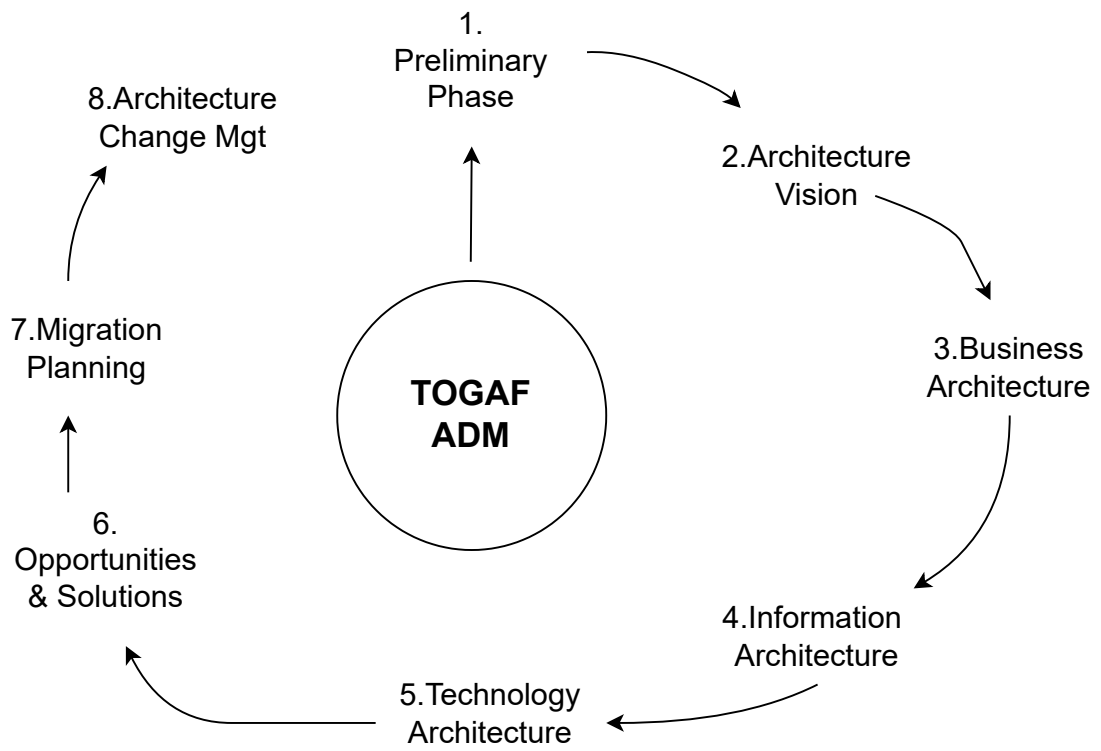 1.
Preliminary
Phase
2.Architecture
Vision
3.Business
Architecture
4.Information
Architecture
5.Technology
Architecture
6.
Opportunities
& Solutions
7.Migration
Planning
8.Architecture
Change Mgt
TOGAF
ADM